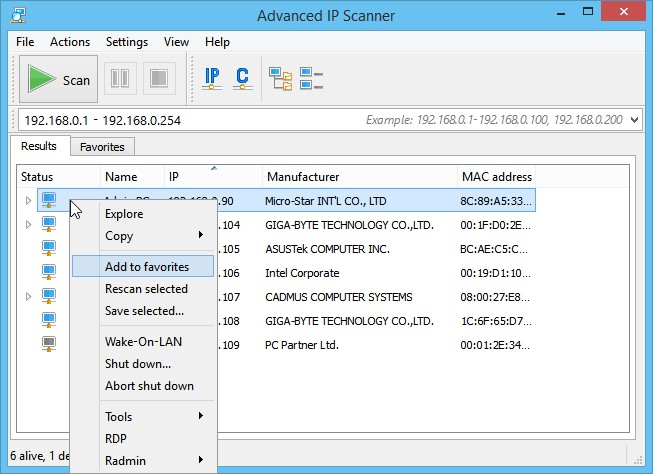 Advanced IP Scanner
File Actions Settings View Help
Scan IP C
192.168.0.1 - 192.168.0.254 Example: 192.168.0.1-192.168.0.100, 192.168.0.200
Results Favorites
Status Name IP Manufacturer MAC address
.90 Micro-Star INT'L CO., LTD 8C:89:A5:33...
Explore
.104 GIGA-BYTE TECHNOLOGY CO.,LTD. 00:1F:D0:2E...
Copy
.105 ASUSTek COMPUTER INC. BC:AE:C5:C...
Add to favorites
.106 Intel Corporate 00:19:D1:10...
Rescan selected
.107 CADMUS COMPUTER SYSTEMS 08:00:27:E8...
Save selected...
.108 GIGA-BYTE TECHNOLOGY CO.,LTD. 1C:6F:65:D7...
Wake-On-LAN
.109 PC Partner Ltd. 00:01:2E:34...
Shut down...
Abort shut down
Tools
RDP
6 alive, 1 de
Radmin